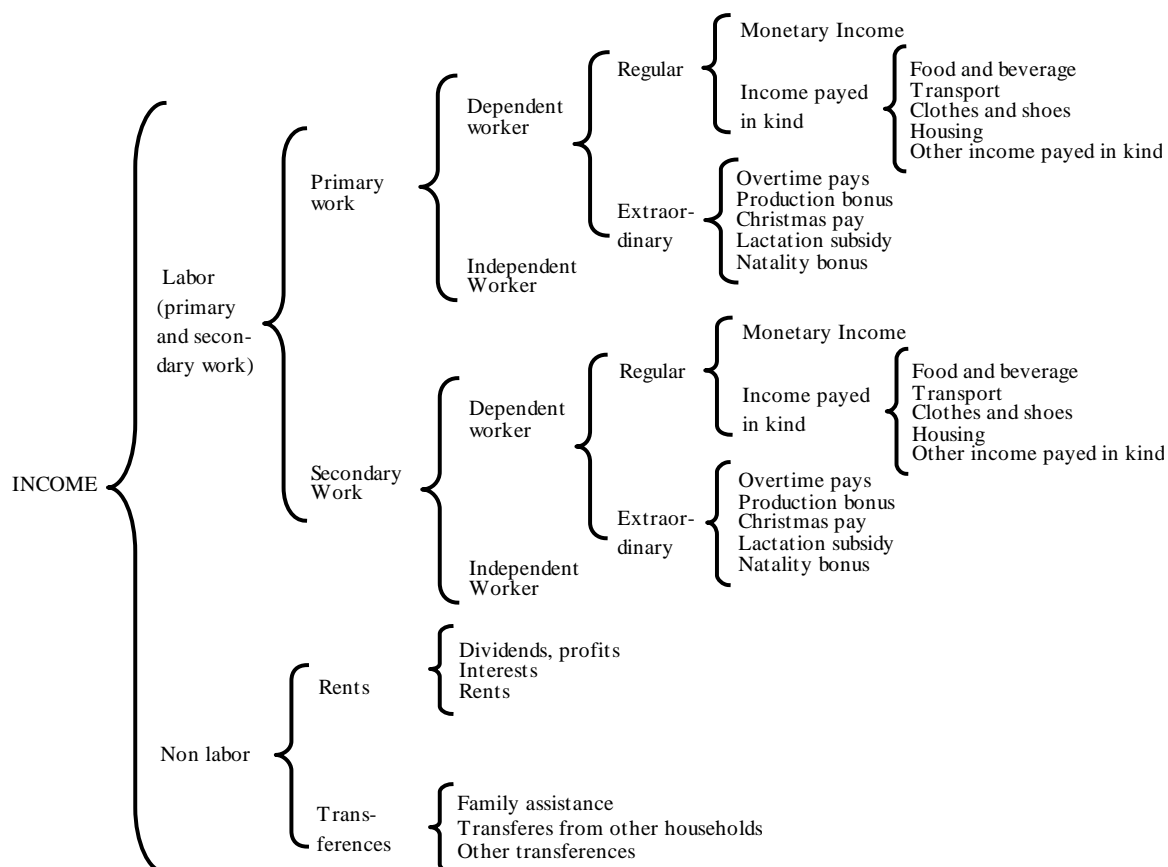 INCOME
Labor
(primary
and secon-
dary work)
Primary
work
Dependent
worker
Regular
Monetary Income
Income payed
in kind
Food and beverage
Transport
Clothes and shoes
Housing
Other income payed in kind
Extraor-
dinary
Overtime pays
Production bonus
Christmas pay
Lactation subsidy
Natality bonus
Independent
Worker
Secondary
Work
Dependent
worker
Regular
Monetary Income
Income payed
in kind
Food and beverage
Transport
Clothes and shoes
Housing
Other income payed in kind
Extraor-
dinary
Overtime pays
Production bonus
Christmas pay
Lactation subsidy
Natality bonus
Independent
Worker
Non labor
Rents
Dividends, profits
Interests
Rents
Trans-
ferences
Family assistance
Transferes from other households
Other transferences